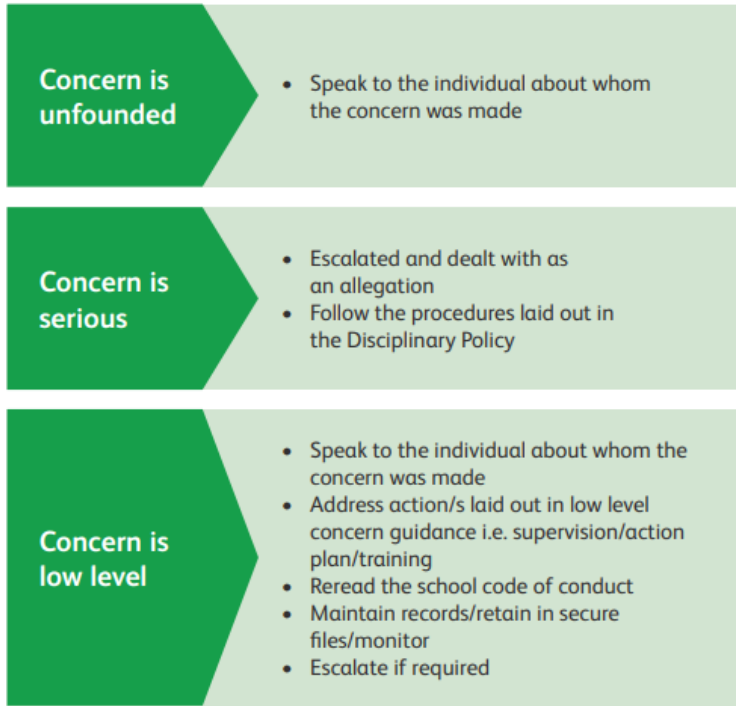 Concern is
unfounded
• Speak to the individual about whom
the concern was made
Concern is
serious
• Escalated and dealt with as
an allegation
• Follow the procedures laid out in
the Disciplinary Policy
Concern is
low level
• Speak to the individual about whom the
concern was made
• Address action/s laid out in low level
concern guidance i.e. supervision/action
plan/training
• Reread the school code of conduct
• Maintain records/retain in secure
files/monitor
• Escalate if required